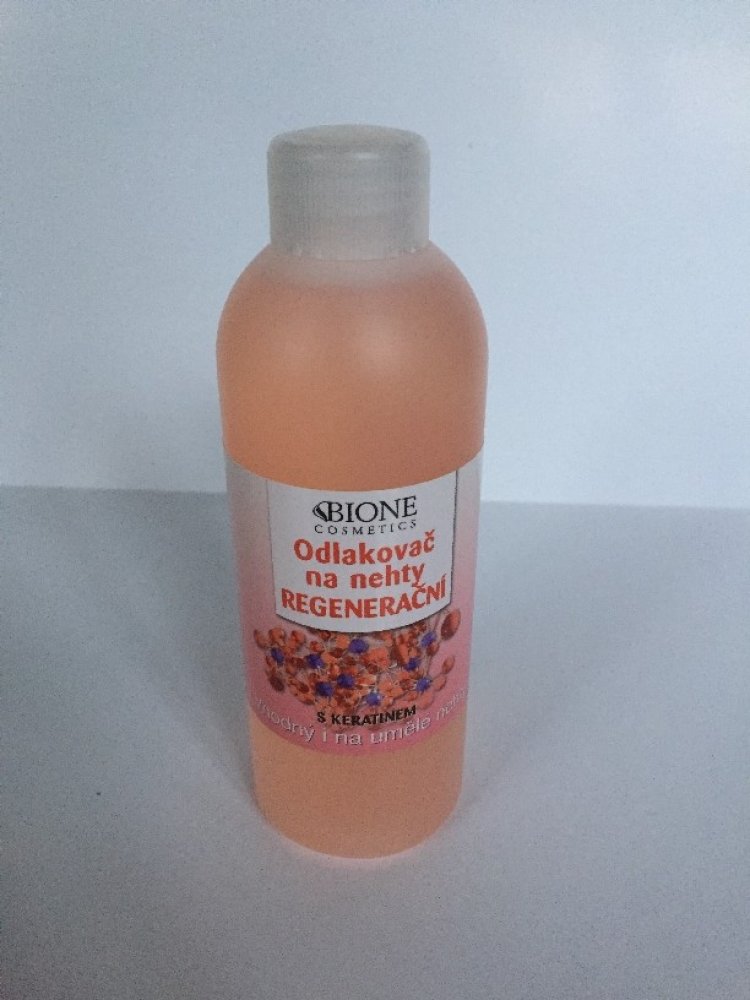 BIONE
COSMETICS
Odlakovač
na nehty
REGENERAČNÍ
S KERATINEM
i na umělé